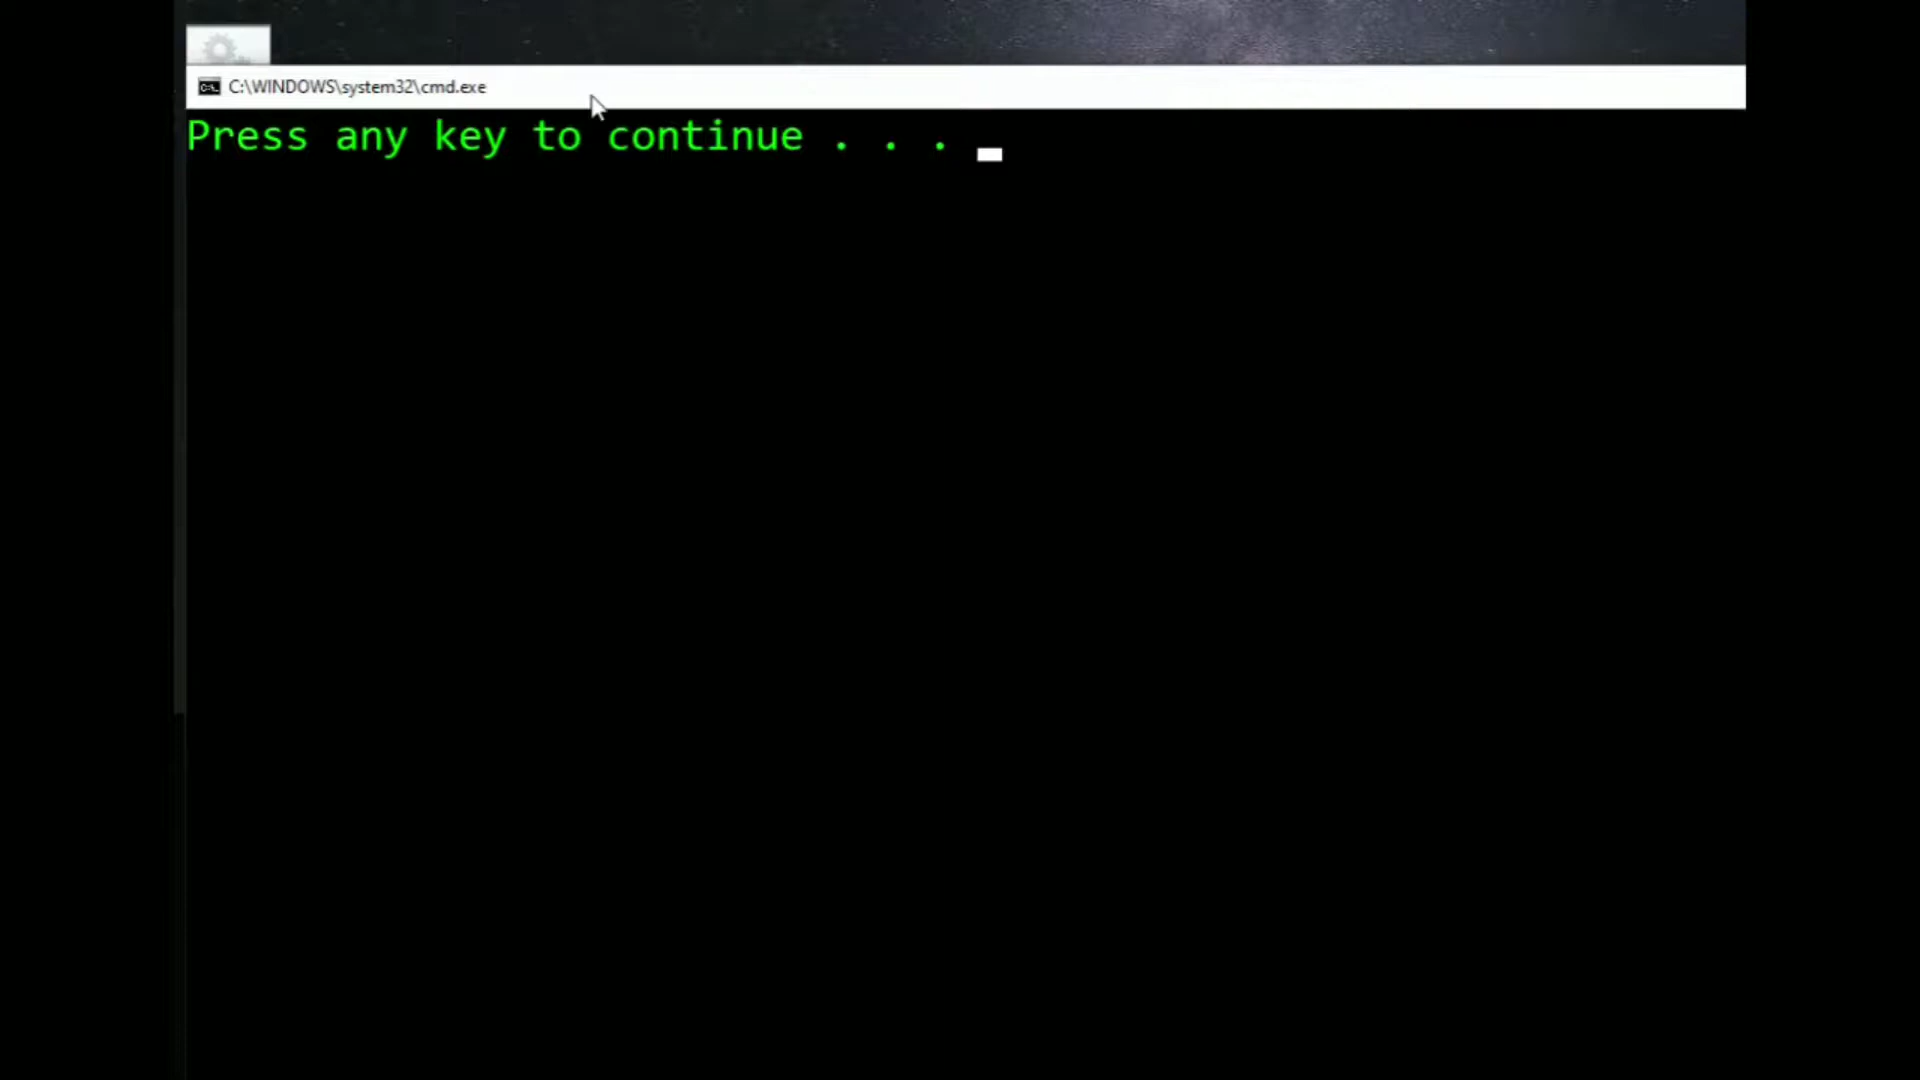 C:\WINDOWS\system32\cmd.exe
Press any key to continue . . .